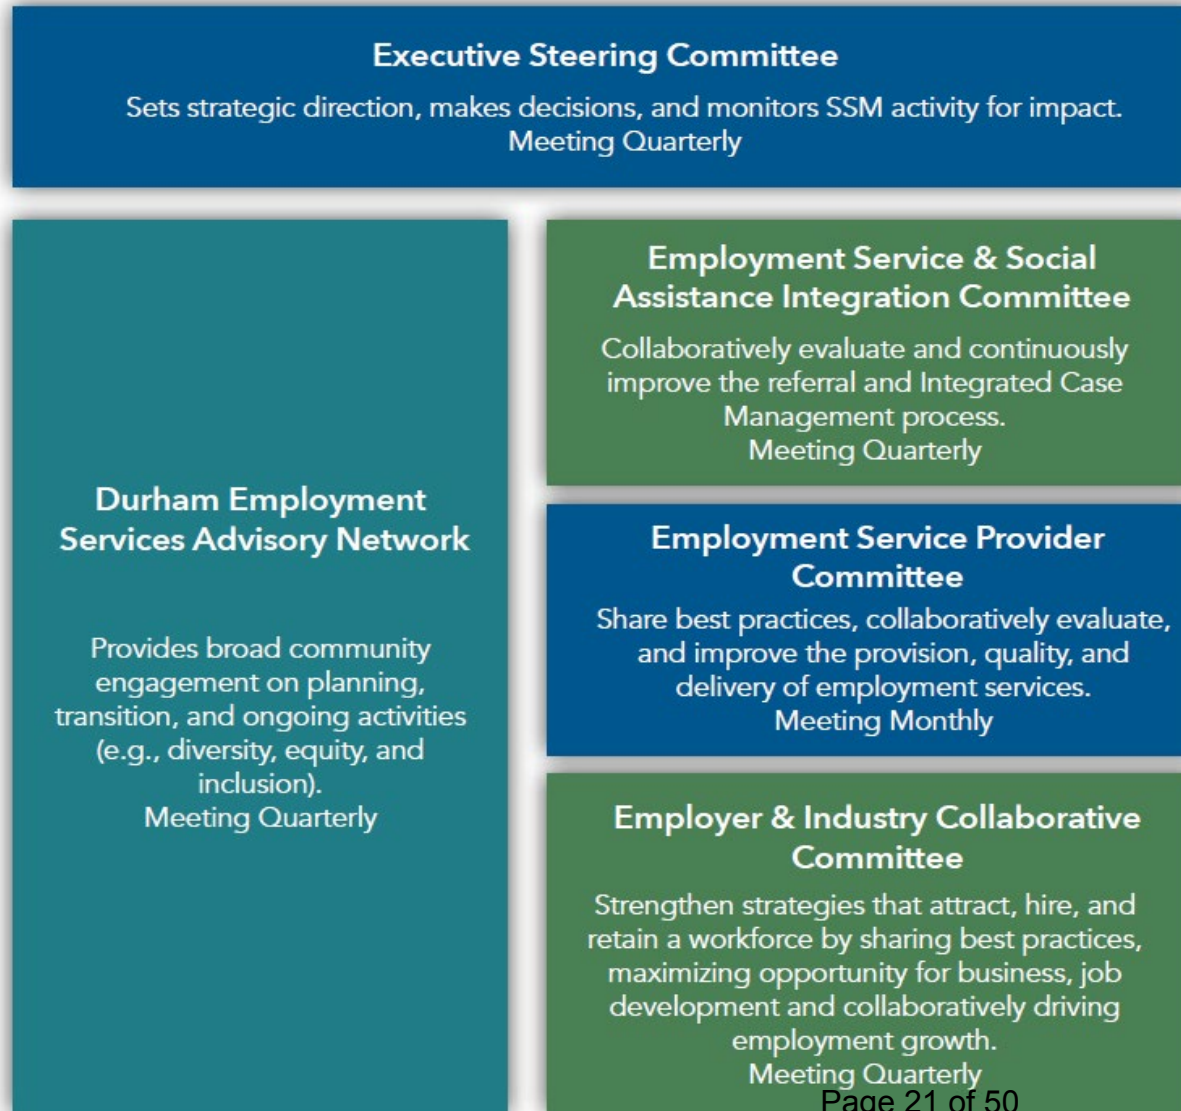 Executive Steering Committee
Sets strategic direction, makes decisions, and monitors SSM activity for impact.
Meeting Quarterly
Durham Employment
Services Advisory Network
Provides broad community
engagement on planning,
transition, and ongoing activities
(e.g., diversity, equity, and
inclusion).
Meeting Quarterly
Employment Service & Social
Assistance Integration Committee
Collaboratively evaluate and continuously
improve the referral and Integrated Case
Management process.
Meeting Quarterly
Employment Service Provider
Committee
Share best practices, collaboratively evaluate,
and improve the provision, quality, and
delivery of employment services.
Meeting Monthly
Employer & Industry Collaborative
Committee
Strengthen strategies that attract, hire, and
retain a workforce by sharing best practices,
maximizing opportunity for business, job
development and collaboratively driving
employment growth.
Meeting Quarterly
Page 21 of 50